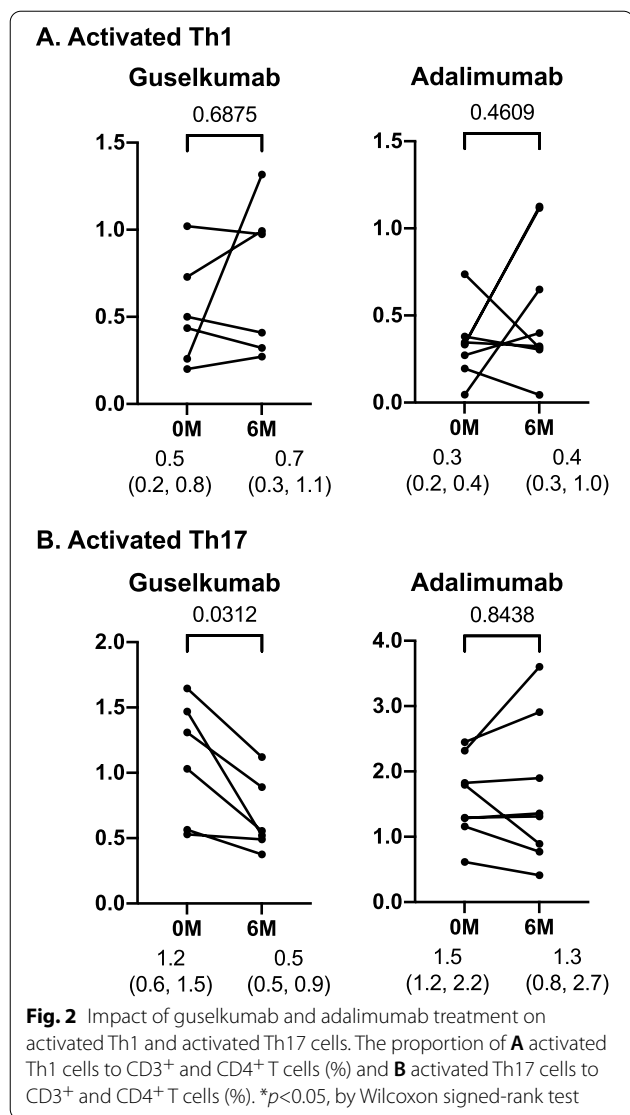 A. Activated Th1
Guselkumab
Adalimumab
0.6875
0.4609
1.5
1.0
0.5
0.0
0M 6M
0.5 0.7
(0.2, 0.8) (0.3, 1.1)
1.5
1.0
0.5
0.0
0M 6M
0.3 0.4
(0.2, 0.4) (0.3, 1.0)
B. Activated Th17
Guselkumab
Adalimumab
0.0312
0.8438
2.0
1.5
1.0
0.5
0.0
0M 6M
1.2 0.5
(0.6, 1.5) (0.5, 0.9)
4.0
3.0
2.0
1.0
0.0
0M 6M
1.5 1.3
(1.2, 2.2) (0.8, 2.7)
Fig. 2 Impact of guselkumab and adalimumab treatment on
activated Th1 and activated Th17 cells. The proportion of A activated
Th1 cells to CD3⁺ and CD4⁺ T cells (%) and B activated Th17 cells to
CD3⁺ and CD4⁺ T cells (%). *p<0.05, by Wilcoxon signed-rank test